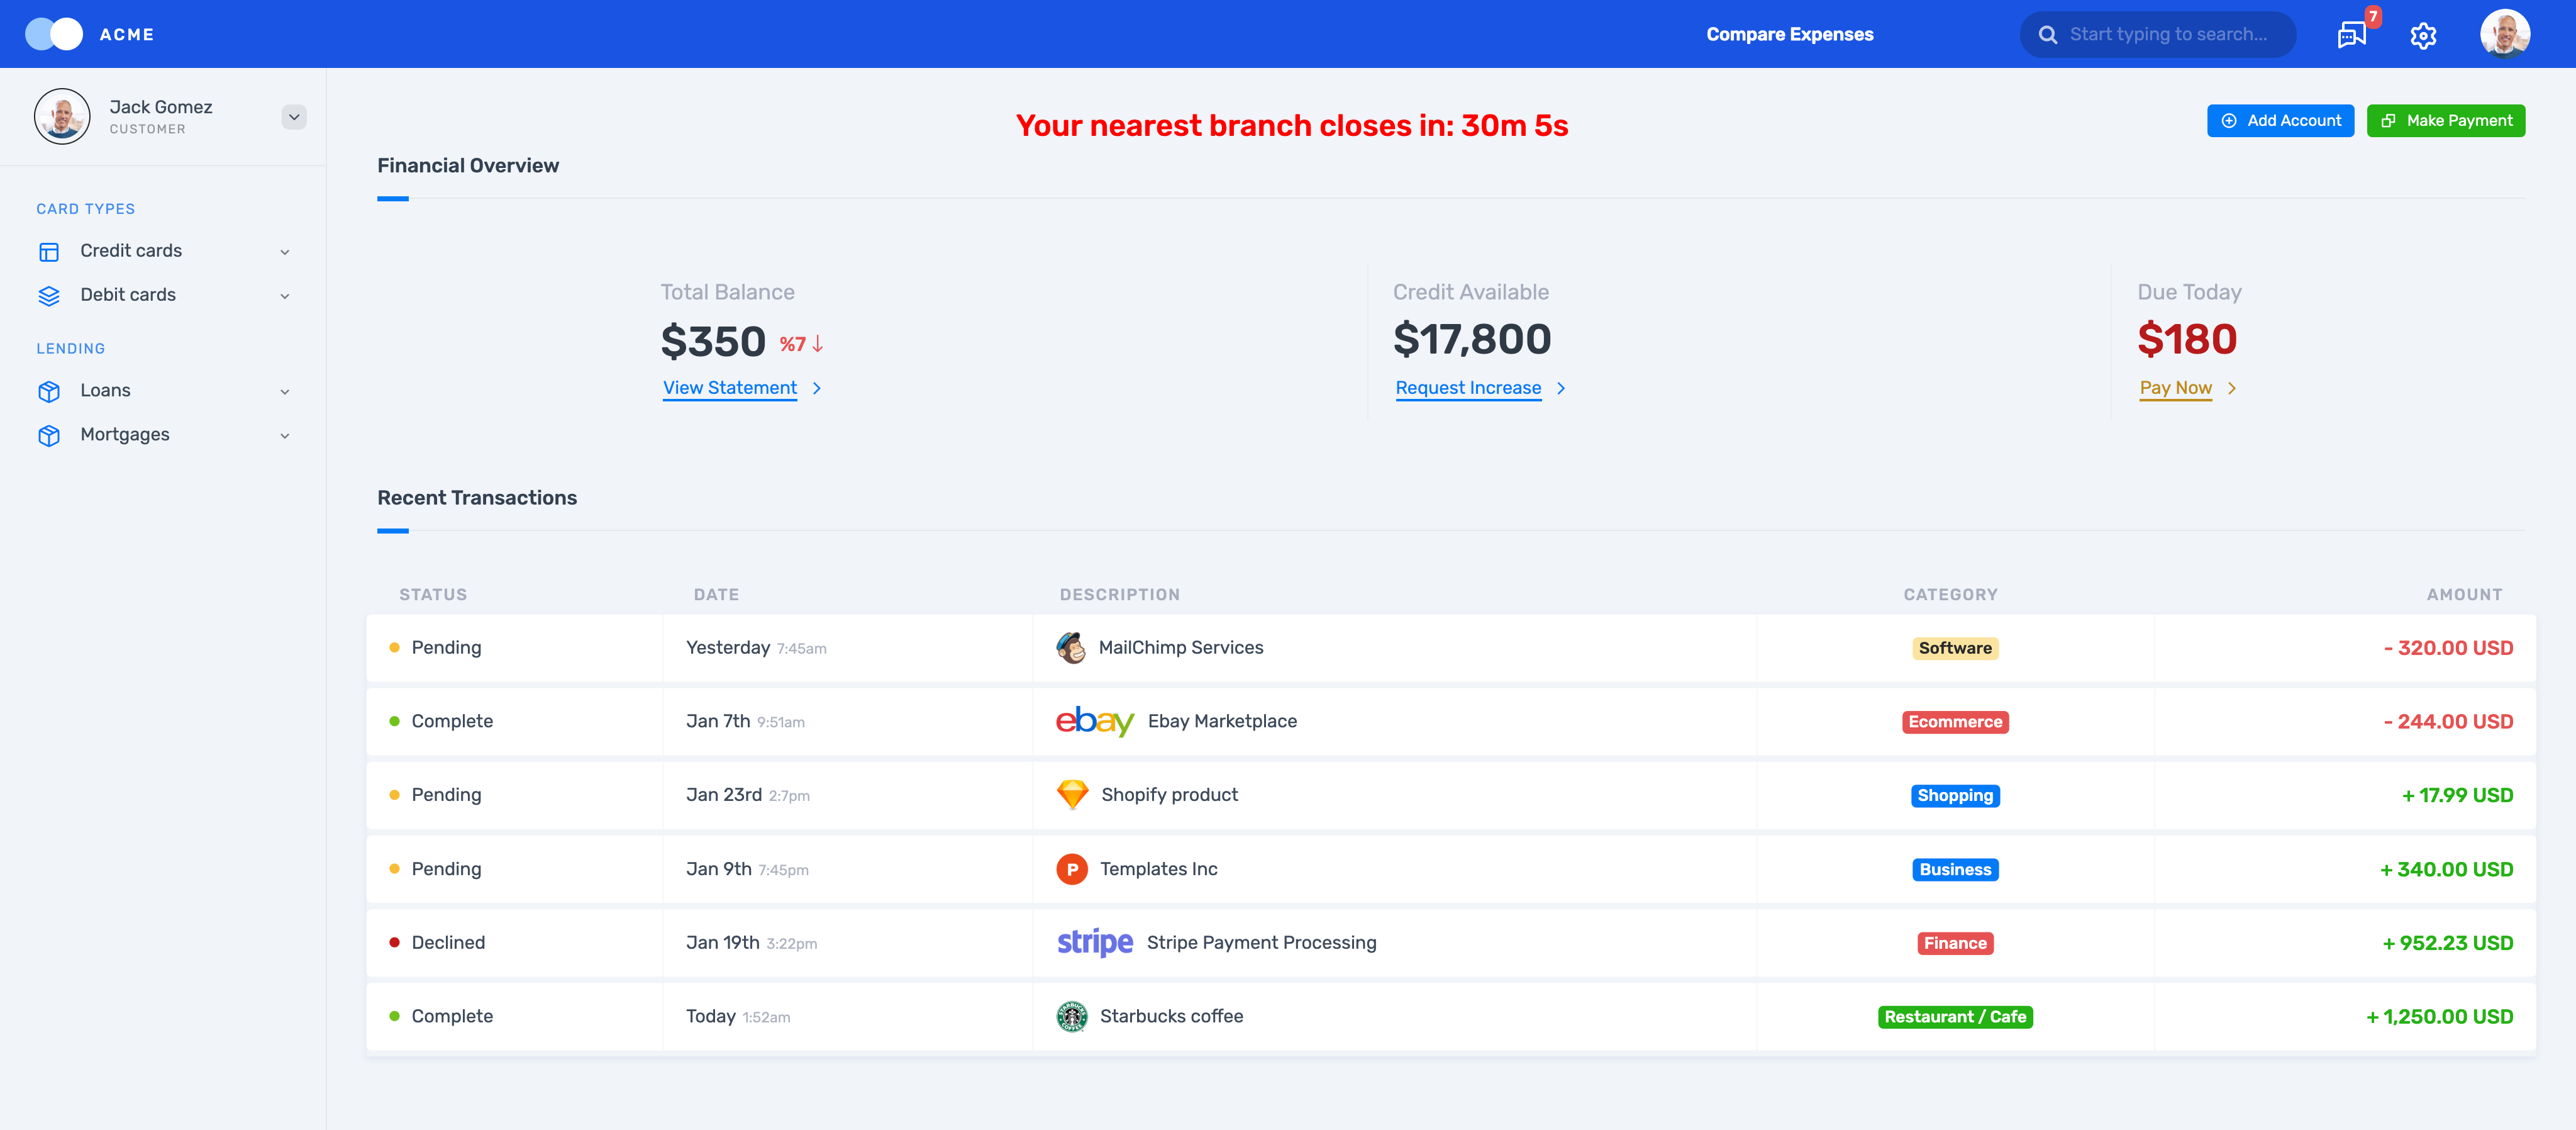 ACME
Compare Expenses
Start typing to search...
7
Jack Gomez
CUSTOMER
CARD TYPES
Credit cards
Debit cards
LENDING
Loans
Mortgages
Your nearest branch closes in: 30m 5s
Add Account
Make Payment
Financial Overview
Total Balance
$350 %7
View Statement
Credit Available
$17,800
Request Increase
Due Today
$180
Pay Now
Recent Transactions
STATUS DATE DESCRIPTION CATEGORY AMOUNT
Pending Yesterday 7:45am MailChimp Services Software - 320.00 USD
Complete Jan 7th 9:51am ebay Ebay Marketplace Ecommerce - 244.00 USD
Pending Jan 23rd 2:7pm Shopify product Shopping + 17.99 USD
Pending Jan 9th 7:45pm P Templates Inc Business + 340.00 USD
Declined Jan 19th 3:22pm stripe Stripe Payment Processing Finance + 952.23 USD
Complete Today 1:52am STARBUCKS COFFEE Starbucks coffee Restaurant / Cafe + 1,250.00 USD